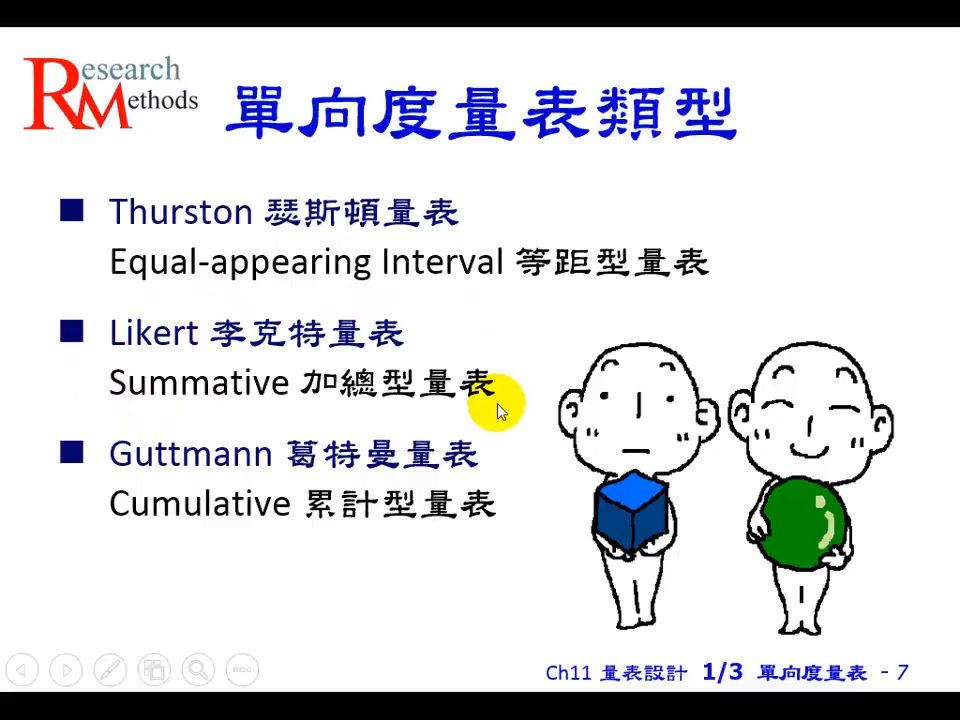 Research
Methods
單向度量表類型
Thurston 瑟斯頓量表
Equal-appearing Interval 等距型量表
Likert 李克特量表
Summative 加總型量表
Guttmann 葛特曼量表
Cumulative 累計型量表
Ch11 量表設計 1/3 單向度量表 - 7